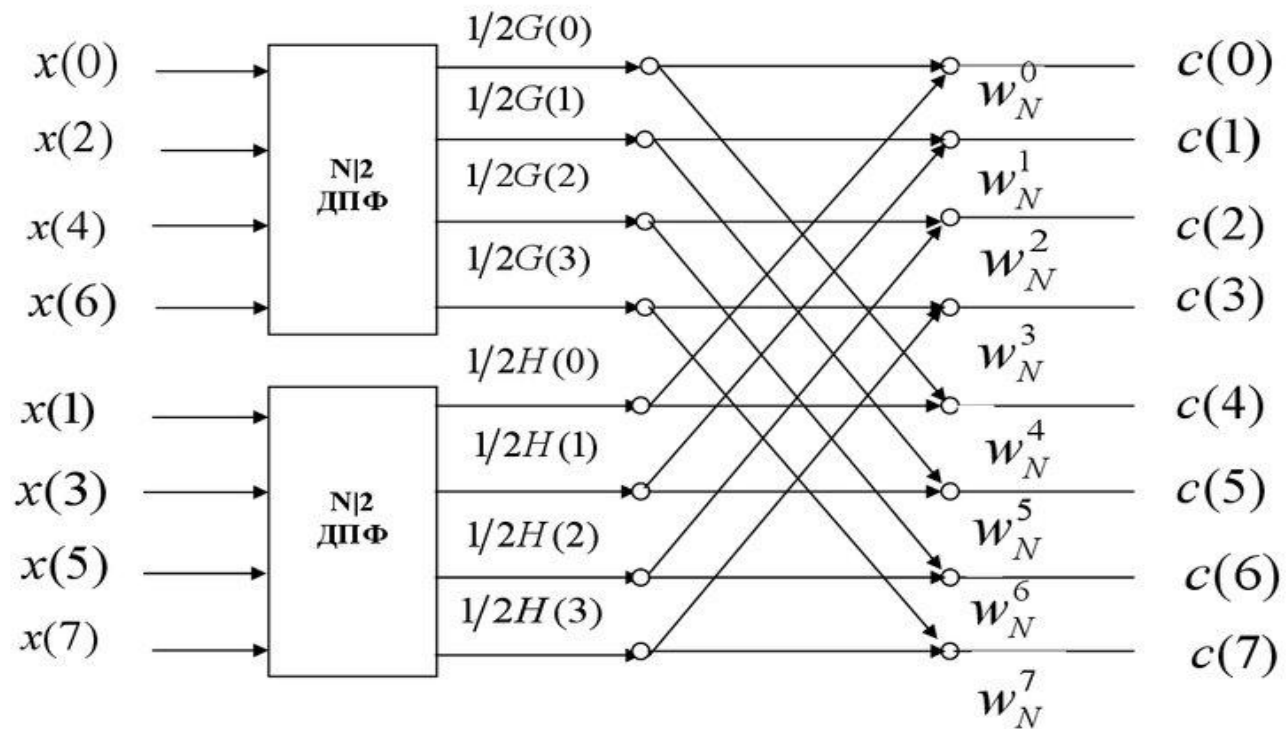 x(0)
x(2)
x(4)
x(6)
x(1)
x(3)
x(5)
x(7)
N|2
ДПФ
N|2
ДПФ
1/2G(0)
1/2G(1)
1/2G(2)
1/2G(3)
1/2H(0)
1/2H(1)
1/2H(2)
1/2H(3)
w_N^0
w_N^1
w_N^2
w_N^3
w_N^4
w_N^5
w_N^6
w_N^7
c(0)
c(1)
c(2)
c(3)
c(4)
c(5)
c(6)
c(7)